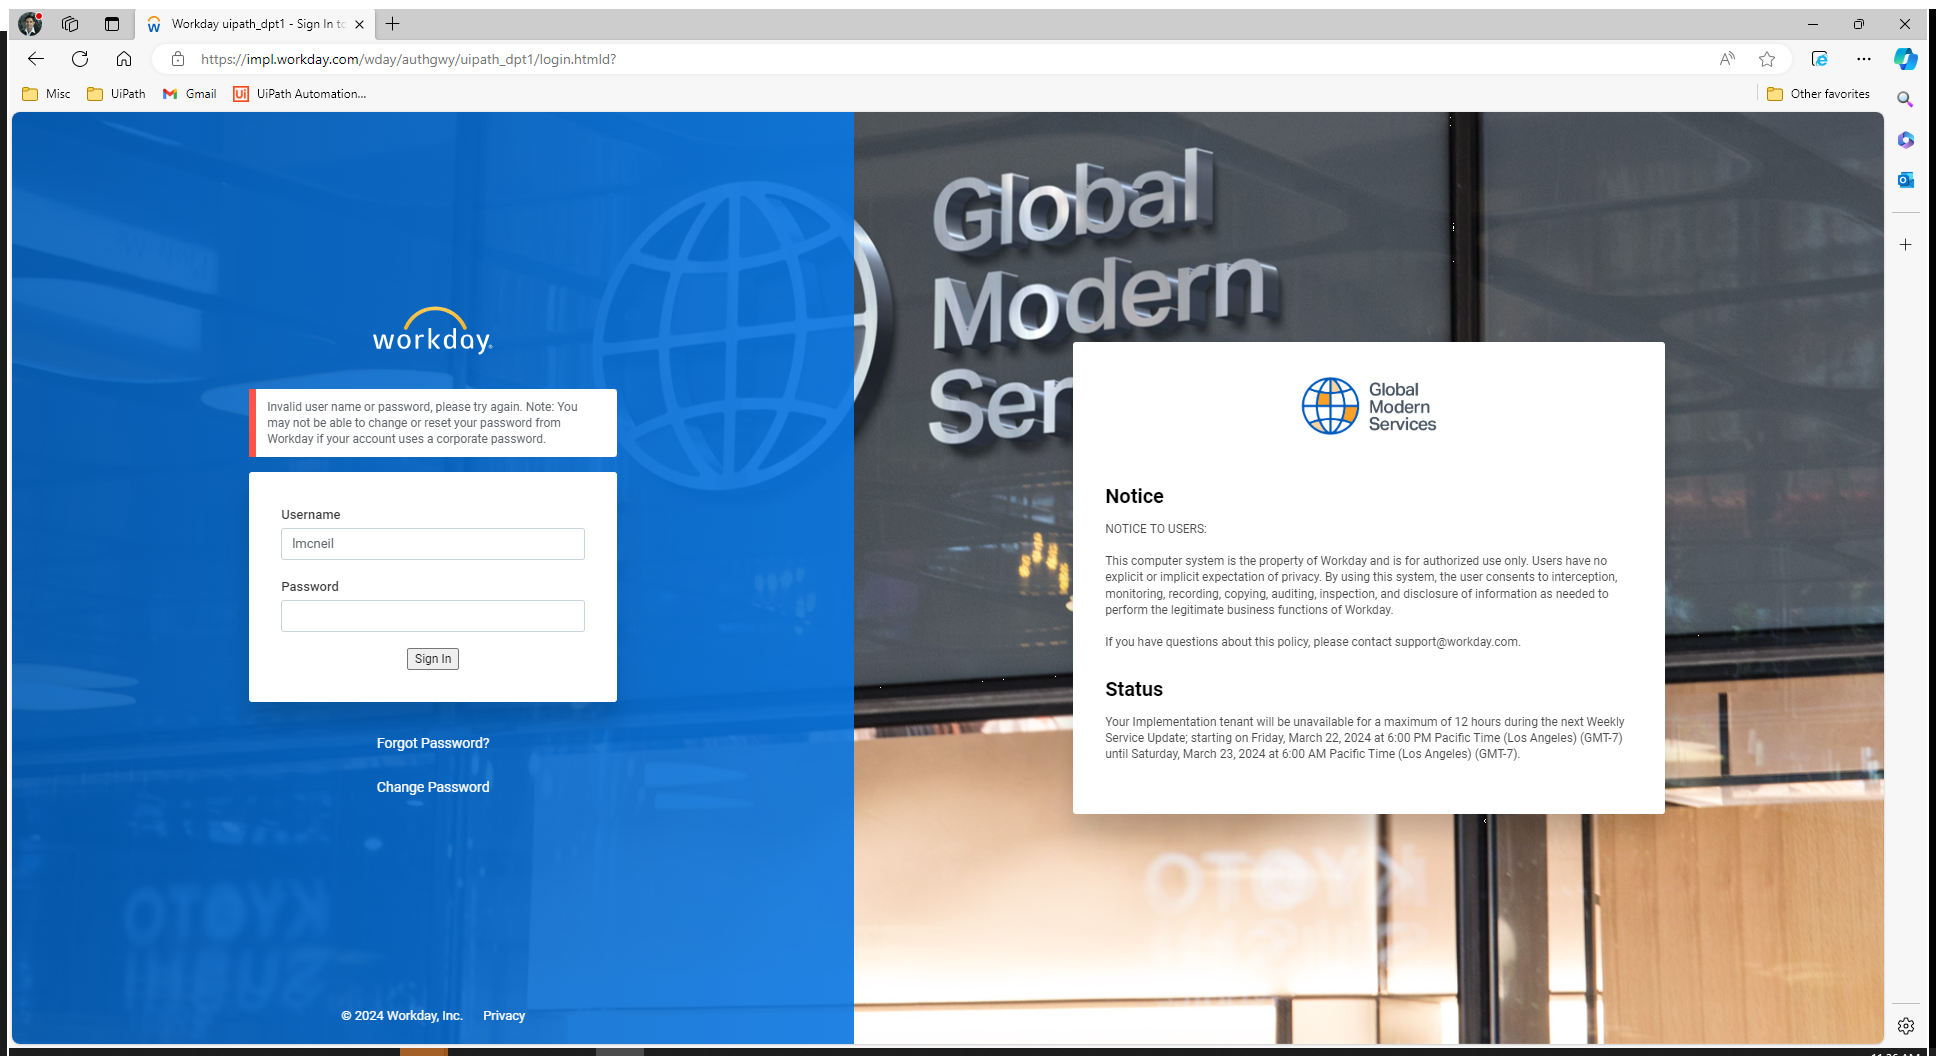 Workday uipath_dpt1 - Sign In to
https://impl.workday.com/wday/authgwy/uipath_dpt1/login.htmld?
Misc
UiPath
Gmail
UiPath Automation...
Other favorites
workday
Invalid user name or password, please try again. Note: You
may not be able to change or reset your password from
Workday if your account uses a corporate password.
Username
lmcneil
Password
Sign In
Forgot Password?
Change Password
© 2024 Workday, Inc. Privacy
Global
Modern
Ser
Global
Modern
Services
Notice
NOTICE TO USERS:
This computer system is the property of Workday and is for authorized use only. Users have no
explicit or implicit expectation of privacy. By using this system, the user consents to interception,
monitoring, recording, copying, auditing, inspection, and disclosure of information as needed to
perform the legitimate business functions of Workday.
If you have questions about this policy, please contact support@workday.com.
Status
Your Implementation tenant will be unavailable for a maximum of 12 hours during the next Weekly
Service Update; starting on Friday, March 22, 2024 at 6:00 PM Pacific Time (Los Angeles) (GMT-7)
until Saturday, March 23, 2024 at 6:00 AM Pacific Time (Los Angeles) (GMT-7).
KYOTO
SUSHI
KYOTO